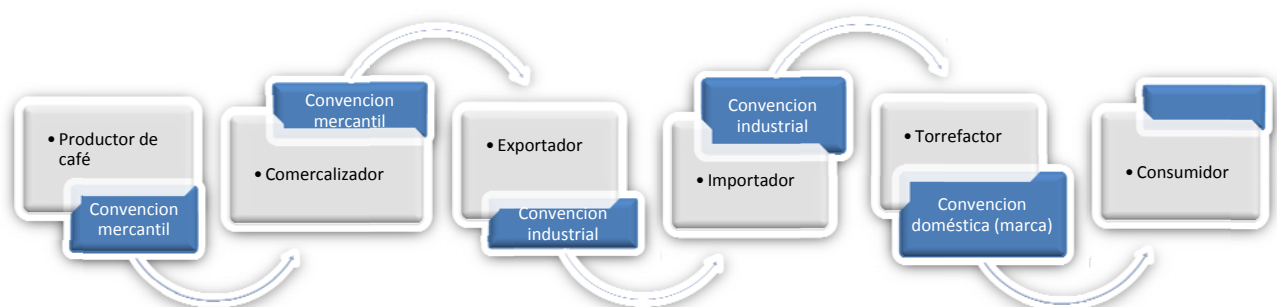 • Productor de
café
Convencion
mercantil
Convencion
mercantil
• Comercalizador
• Exportador
Convencion
industrial
Convencion
industrial
• Importador
• Torrefactor
Convencion
doméstica (marca)
• Consumidor